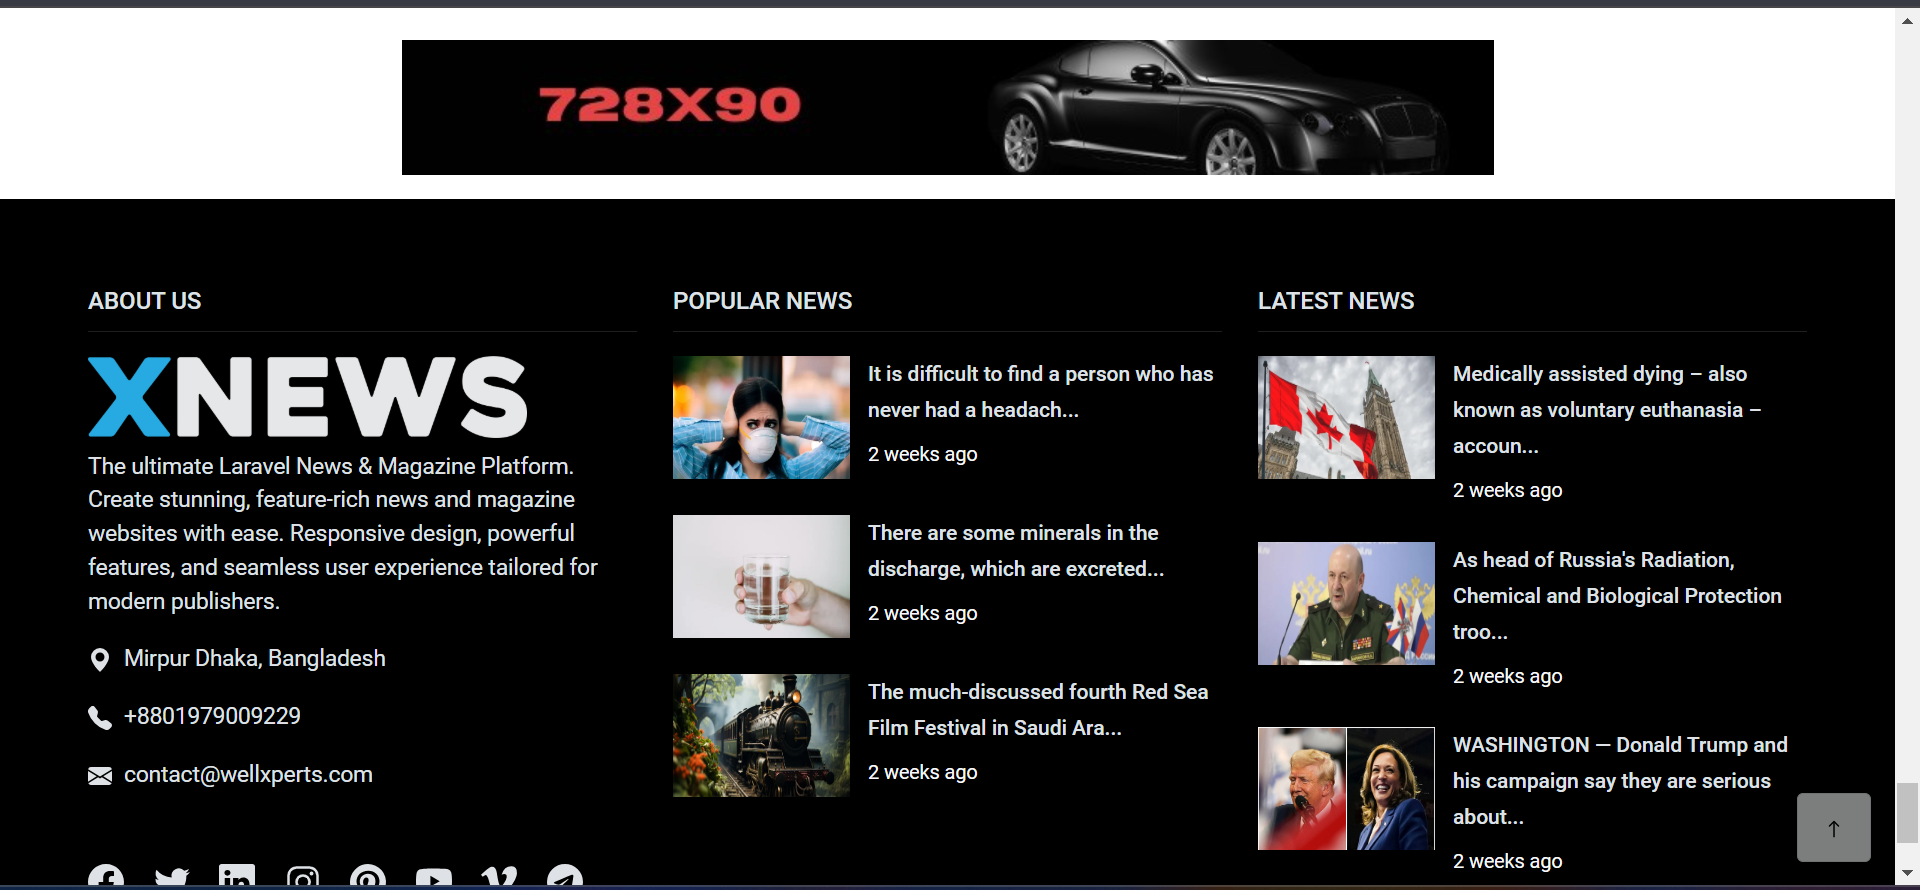 728X90
ABOUT US
XNEWS
The ultimate Laravel News & Magazine Platform.
Create stunning, feature-rich news and magazine
websites with ease. Responsive design, powerful
features, and seamless user experience tailored for
modern publishers.
Mirpur Dhaka, Bangladesh
+8801979009229
contact@wellxperts.com
POPULAR NEWS
It is difficult to find a person who has
never had a headach...
2 weeks ago
There are some minerals in the
discharge, which are excreted...
2 weeks ago
The much-discussed fourth Red Sea
Film Festival in Saudi Ara...
2 weeks ago
LATEST NEWS
Medically assisted dying – also
known as voluntary euthanasia –
accoun...
2 weeks ago
As head of Russia's Radiation,
Chemical and Biological Protection
troo...
2 weeks ago
WASHINGTON — Donald Trump and
his campaign say they are serious
about...
2 weeks ago